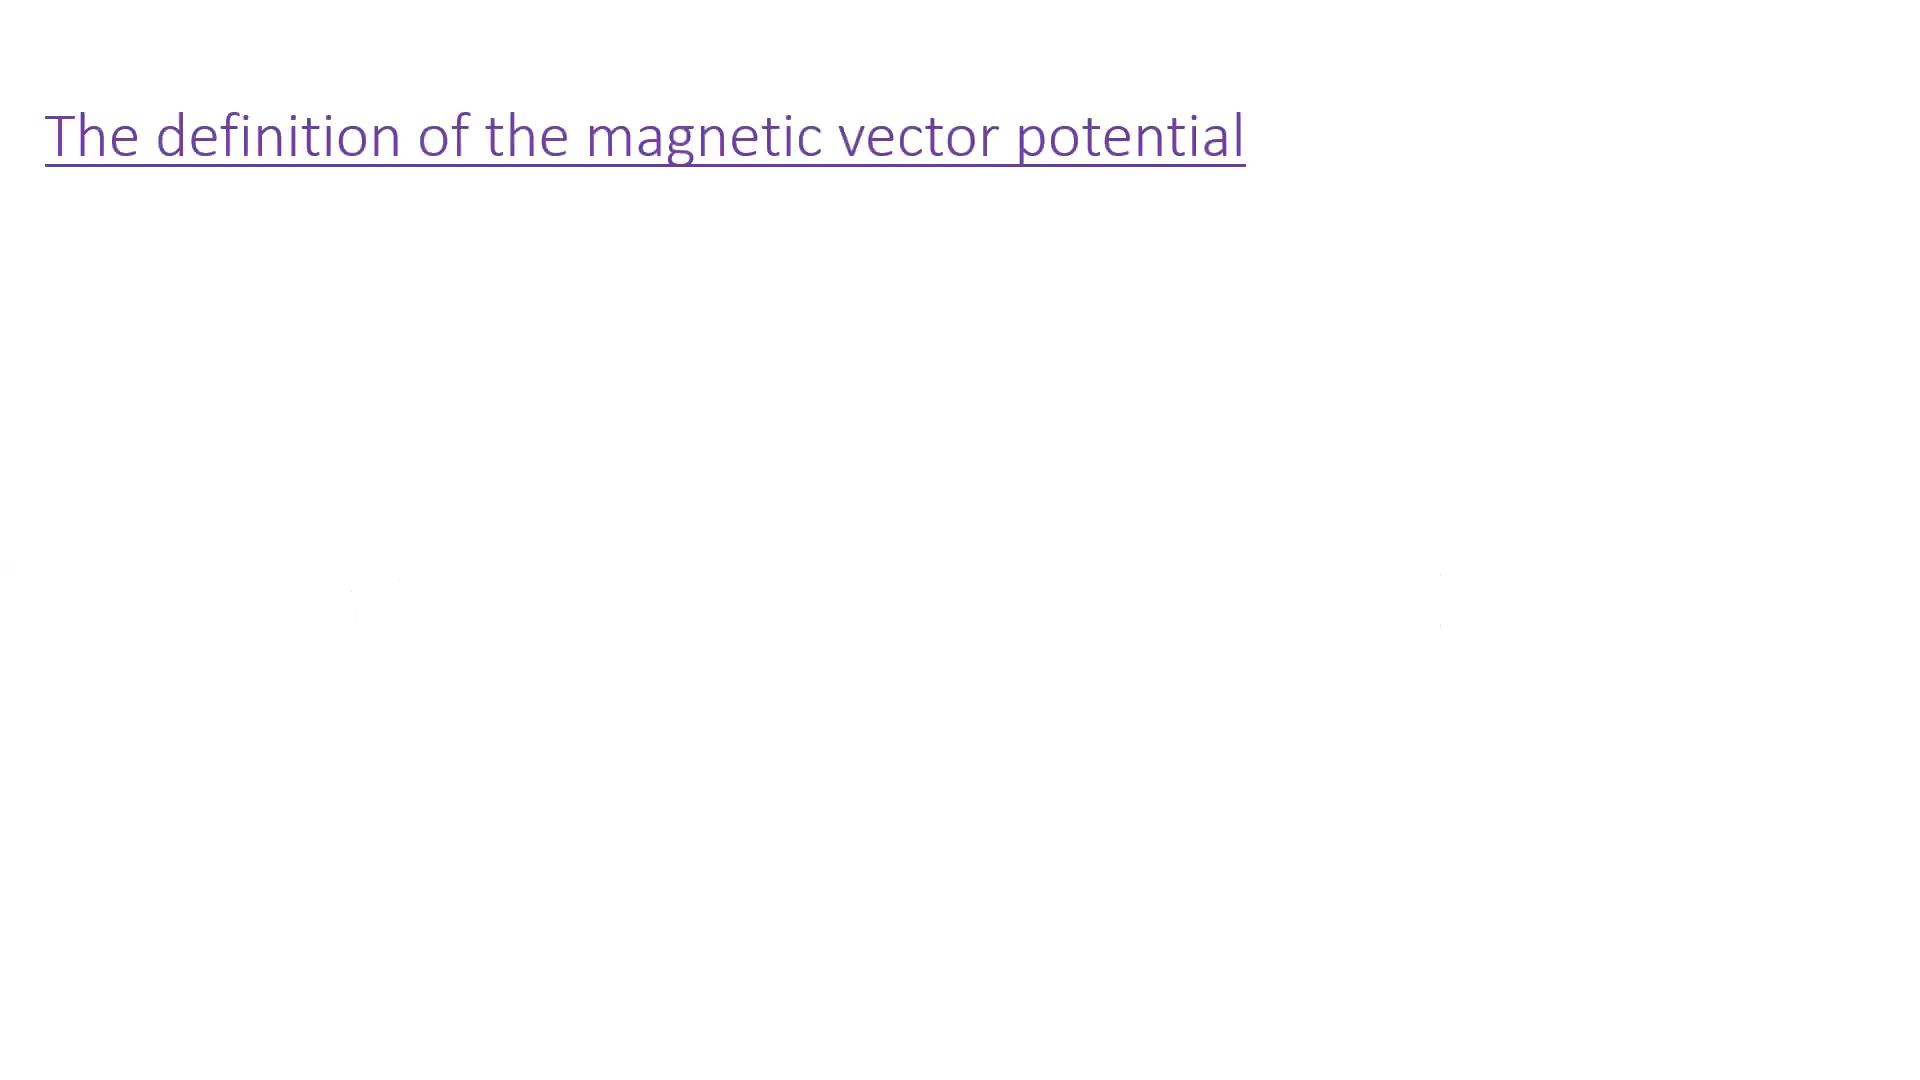 The definition of the magnetic vector potential